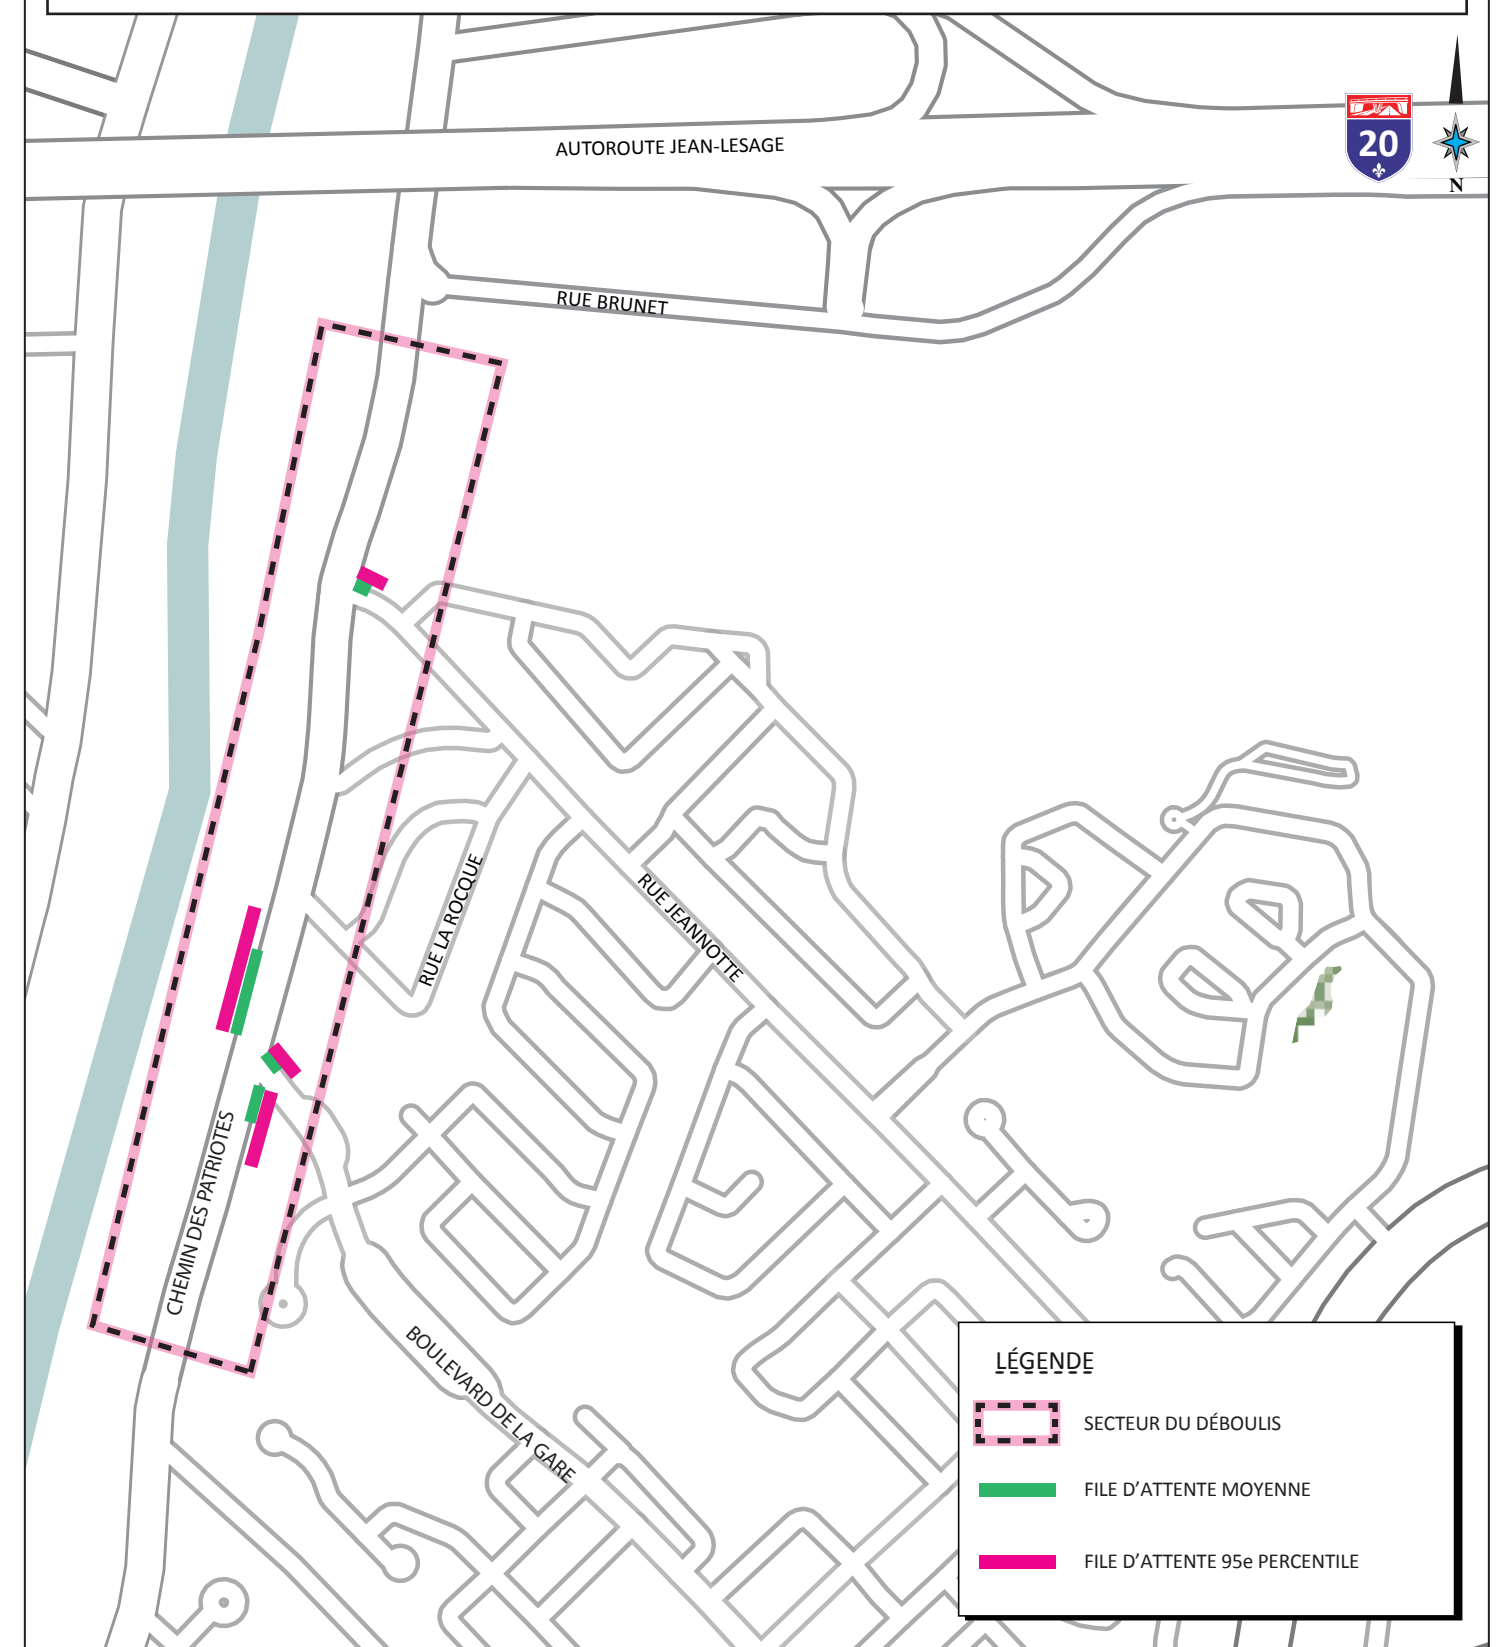 AUTOROUTE JEAN-LESAGE
20
N
RUE BRUNET
RUE LA ROCQUE
RUE JEANNOTTE
CHEMIN DES PATRIOTES
BOULEVARD DE LA GARE
LÉGENDE
SECTEUR DU DÉBOULIS
FILE D'ATTENTE MOYENNE
FILE D'ATTENTE 95e PERCENTILE